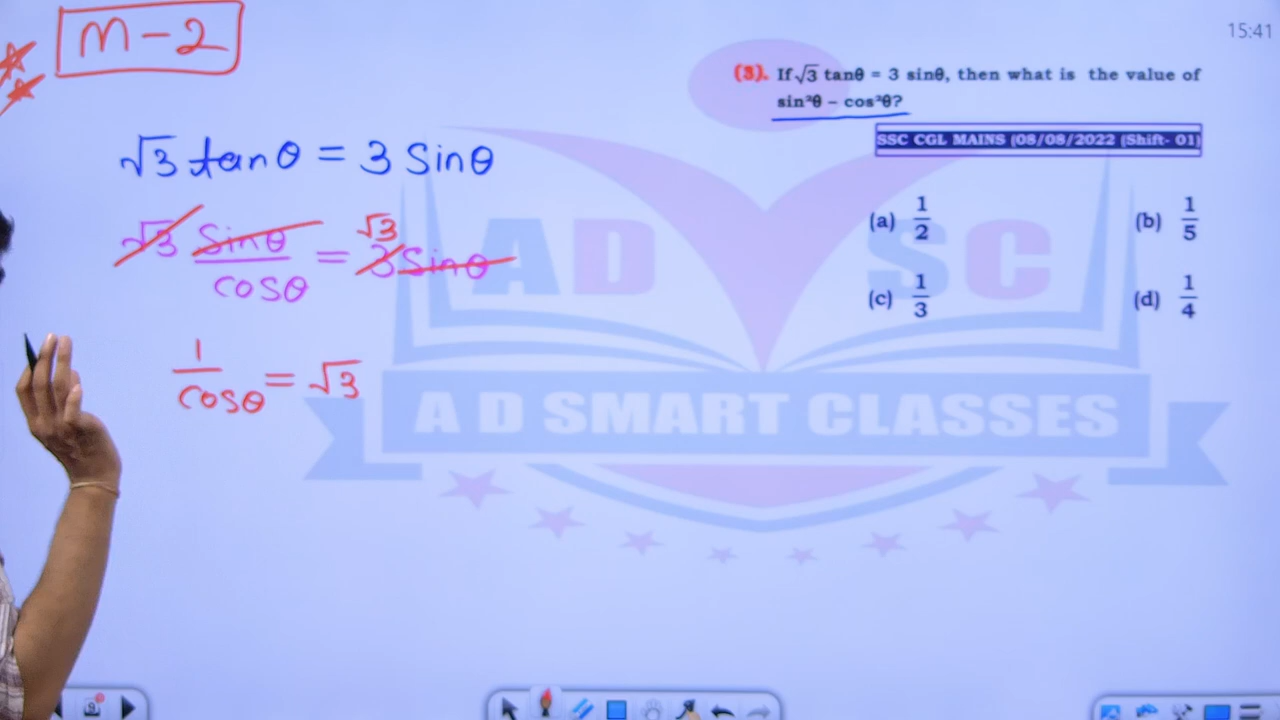 M-2
15:41
(3). If √3 tanθ = 3 sinθ, then what is the value of
sin²θ - cos²θ?
SSC CGL MAINS (08/08/2022 (Shift- 01)
(a) 1/2 (b) 1/5
(c) 1/3 (d) 1/4
√3 tanθ = 3 Sinθ
√3 Sinθ/cosθ = 3 Sinθ √3
1/cosθ = √3
AD SC
A D SMART CLASSES
9